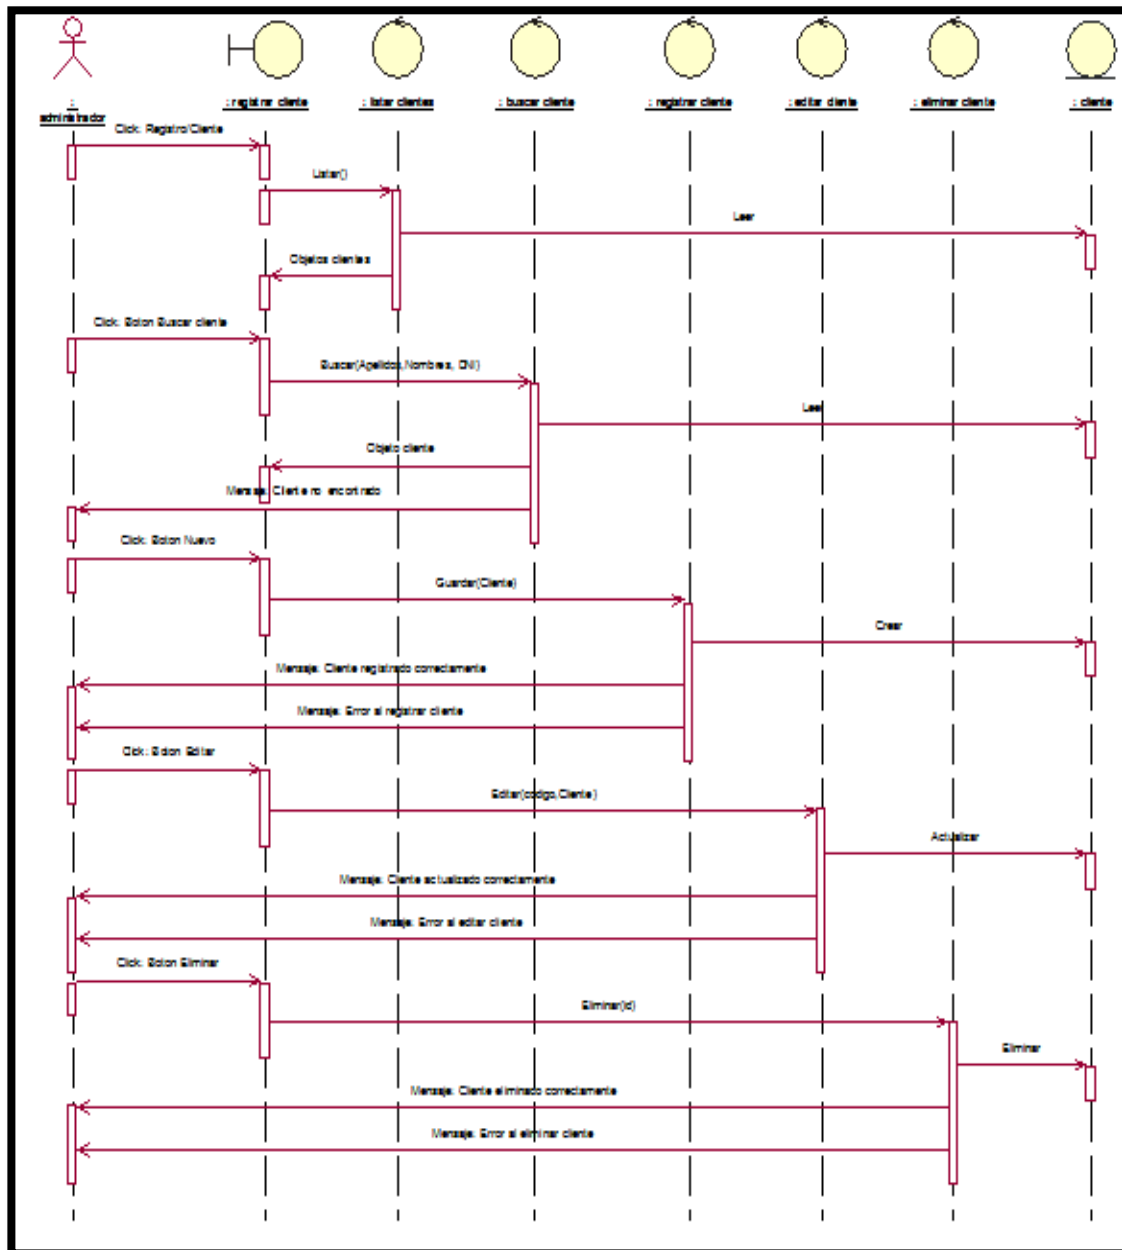 : administrador
: registrar cliente
: listar clientes
: buscar cliente
: registrar cliente
: editar cliente
: eliminar cliente
: cliente
Click: Registro/Cliente
Listar()
Leer
Objetos clientes
Click: Boton Buscar cliente
Buscar(Apellidos,Nombres, DNI)
Leer
Objeto cliente
Mensaje: Cliente no encontrado
Click: Boton Nuevo
Guardar(Cliente)
Crear
Mensaje: Cliente registrado correctamente
Mensaje: Error al registrar cliente
Click: Boton Editar
Editar(codigo,Cliente)
Actualizar
Mensaje: Cliente actualizado correctamente
Mensaje: Error al editar cliente
Click: Boton Eliminar
Eliminar(id)
Eliminar
Mensaje: Cliente eliminado correctamente
Mensaje: Error al eliminar cliente